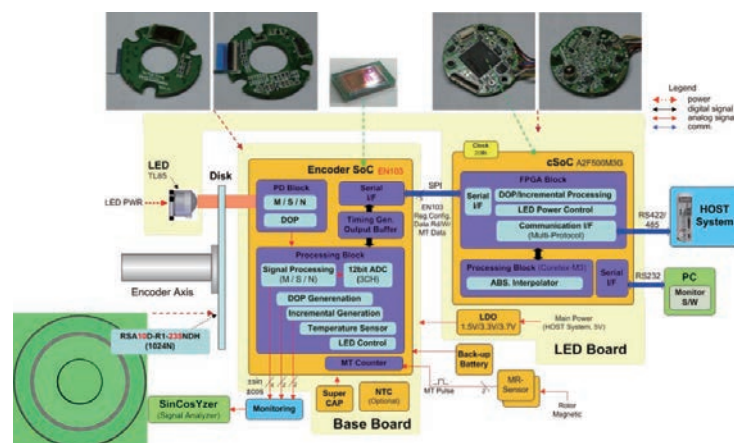 Legend
power
digital signal
analog signal
comm.
LED
TL85
LED PWR
Disk
Encoder Axis
RSA10D-R1-235NDH
(1024N)
SinCosYzer
(Signal Analyzer)
Encoder SoC EN103
PD Block
M / S / N
DOP
Serial
I/F
Timing Gen.
Output Buffer
Processing Block
Signal Processing
(M / S / N)
12bit ADC
(3CH)
DOP Generenation
Incremental Generation
Temperature Sensor
LED Control
MT Counter
±sin
±cos
Monitoring
Super
CAP
NTC
(Optional)
Base Board
SPI
EN103
Reg.Config.
Data Rd/Wr
MT Data
Clock
cSoC A2F500M3G
FPGA Block
Serial
I/F
DOP/Incremental Processing
LED Power Control
Communication I/F
(Multi-Protocol)
Processing Block (Coretex-M3)
ABS. Interpolator
Serial
I/F
RS422/
485
HOST
System
RS232
PC
Monitor
S/W
LDO
1.5V/3.3V/3.7V
Main Power
(HOST System, 5V)
LED Board
Back-up
Battery
MT Pulse
MR-
Sensor
Rotor
Magnetic